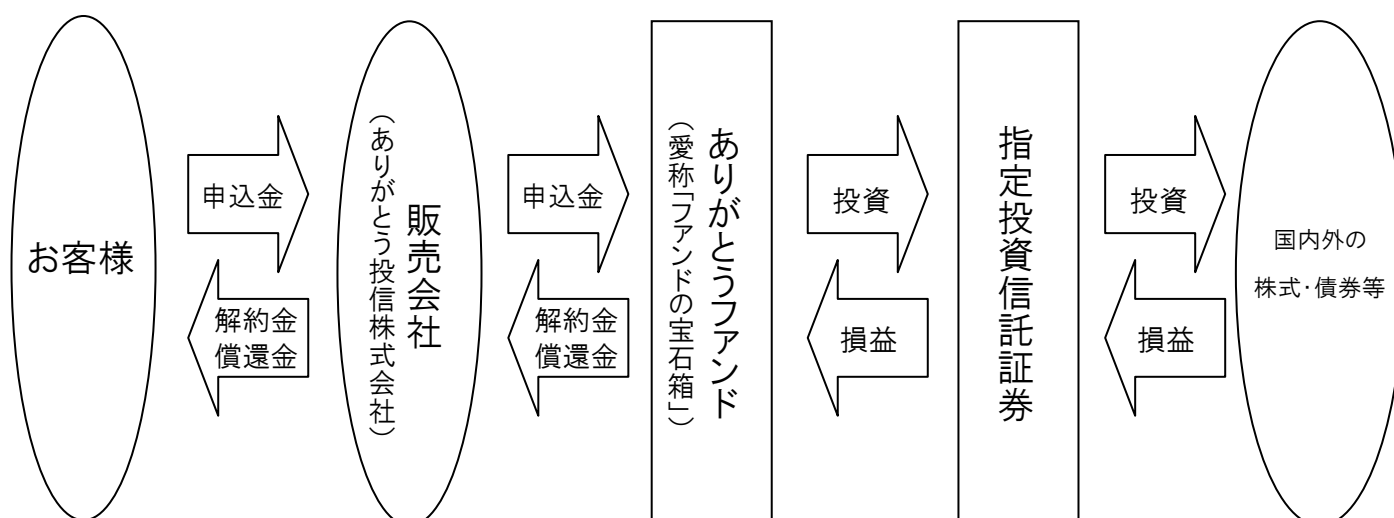 お客様
申込金
解約金
償還金
販売会社
（ありがとう投信株式会社）
申込金
解約金
償還金
ありがとうファンド
（愛称「ファンドの宝石箱」）
投資
損益
指定投資信託証券
投資
損益
国内外の
株式･債券等